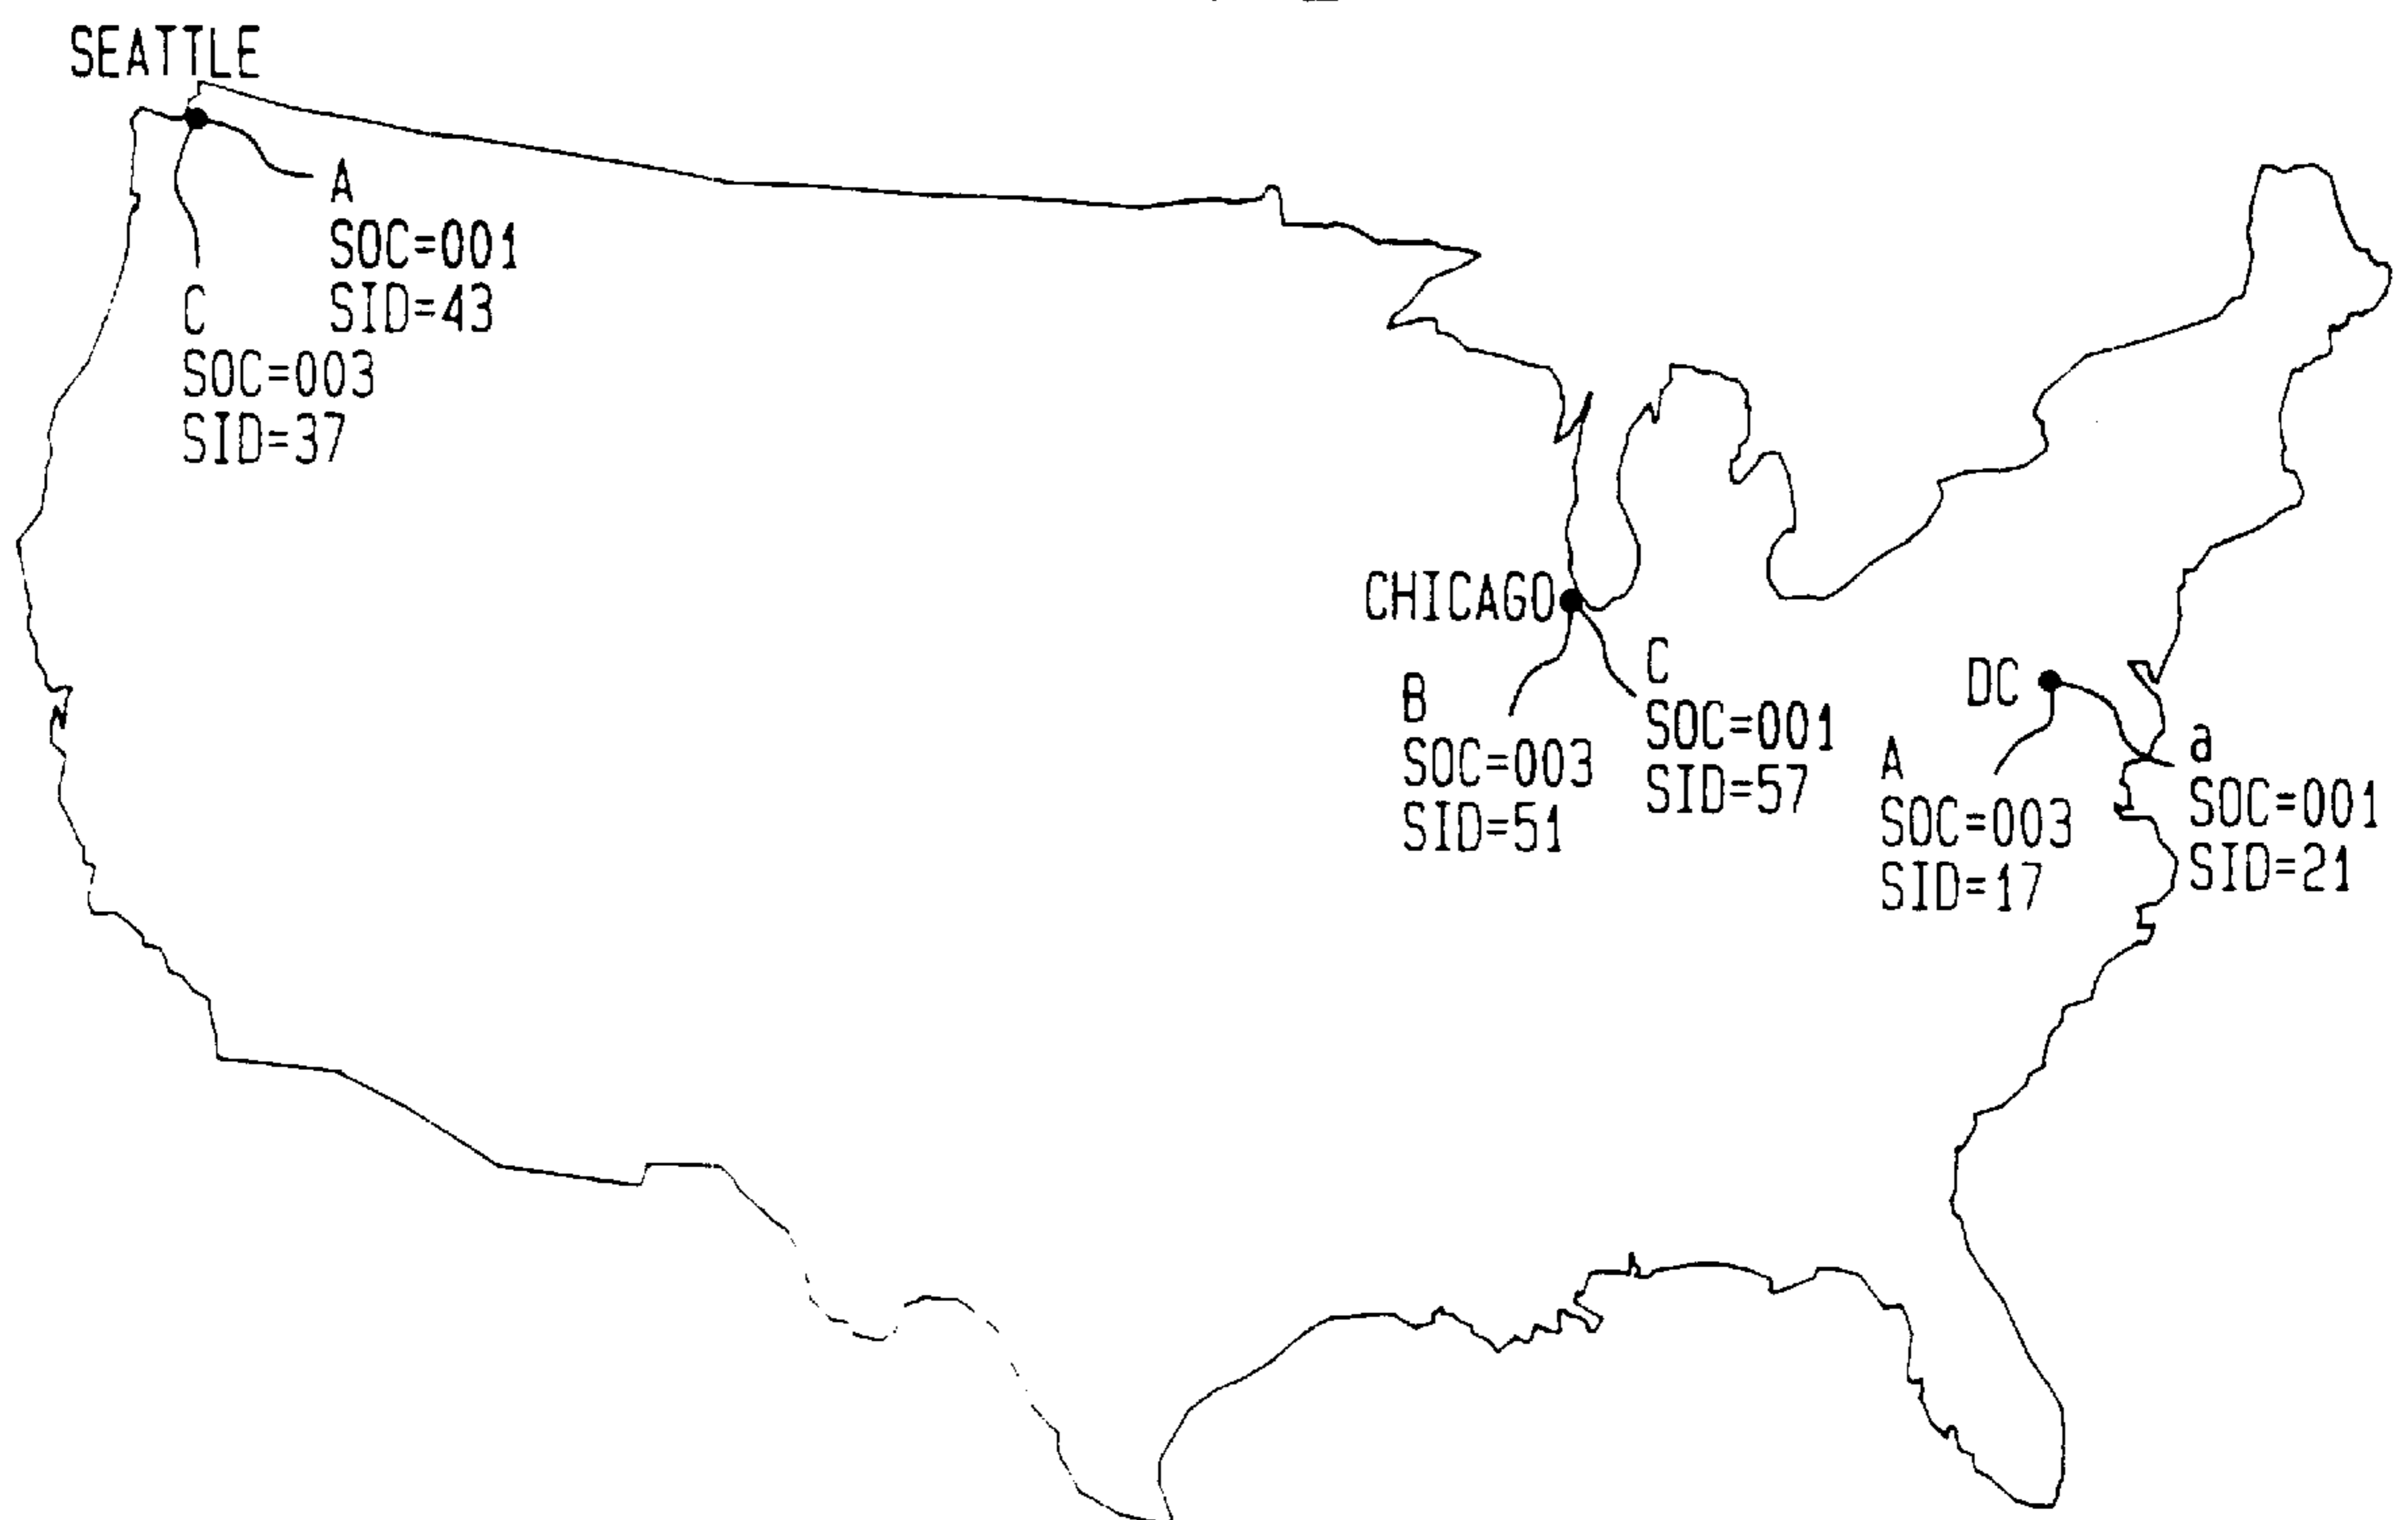 SEATTLE
A
SOC=001
SID=43
C
SOC=003
SID=37
CHICAGO
B
SOC=003
SID=51
C
SOC=001
SID=57
DC
A
SOC=003
SID=17
a
SOC=001
SID=21